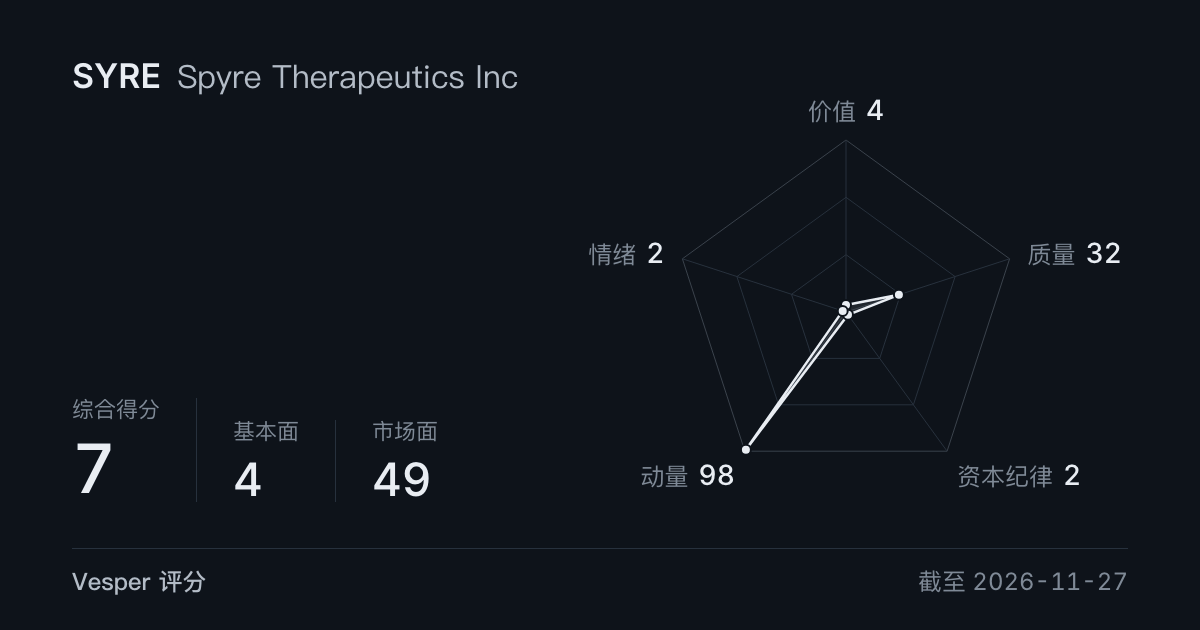 SYRE Spyre Therapeutics Inc
价值 4
情绪 2
质量 32
动量 98
资本纪律 2
综合得分
7
基本面
4
市场面
49
Vesper 评分
截至 2026-11-27